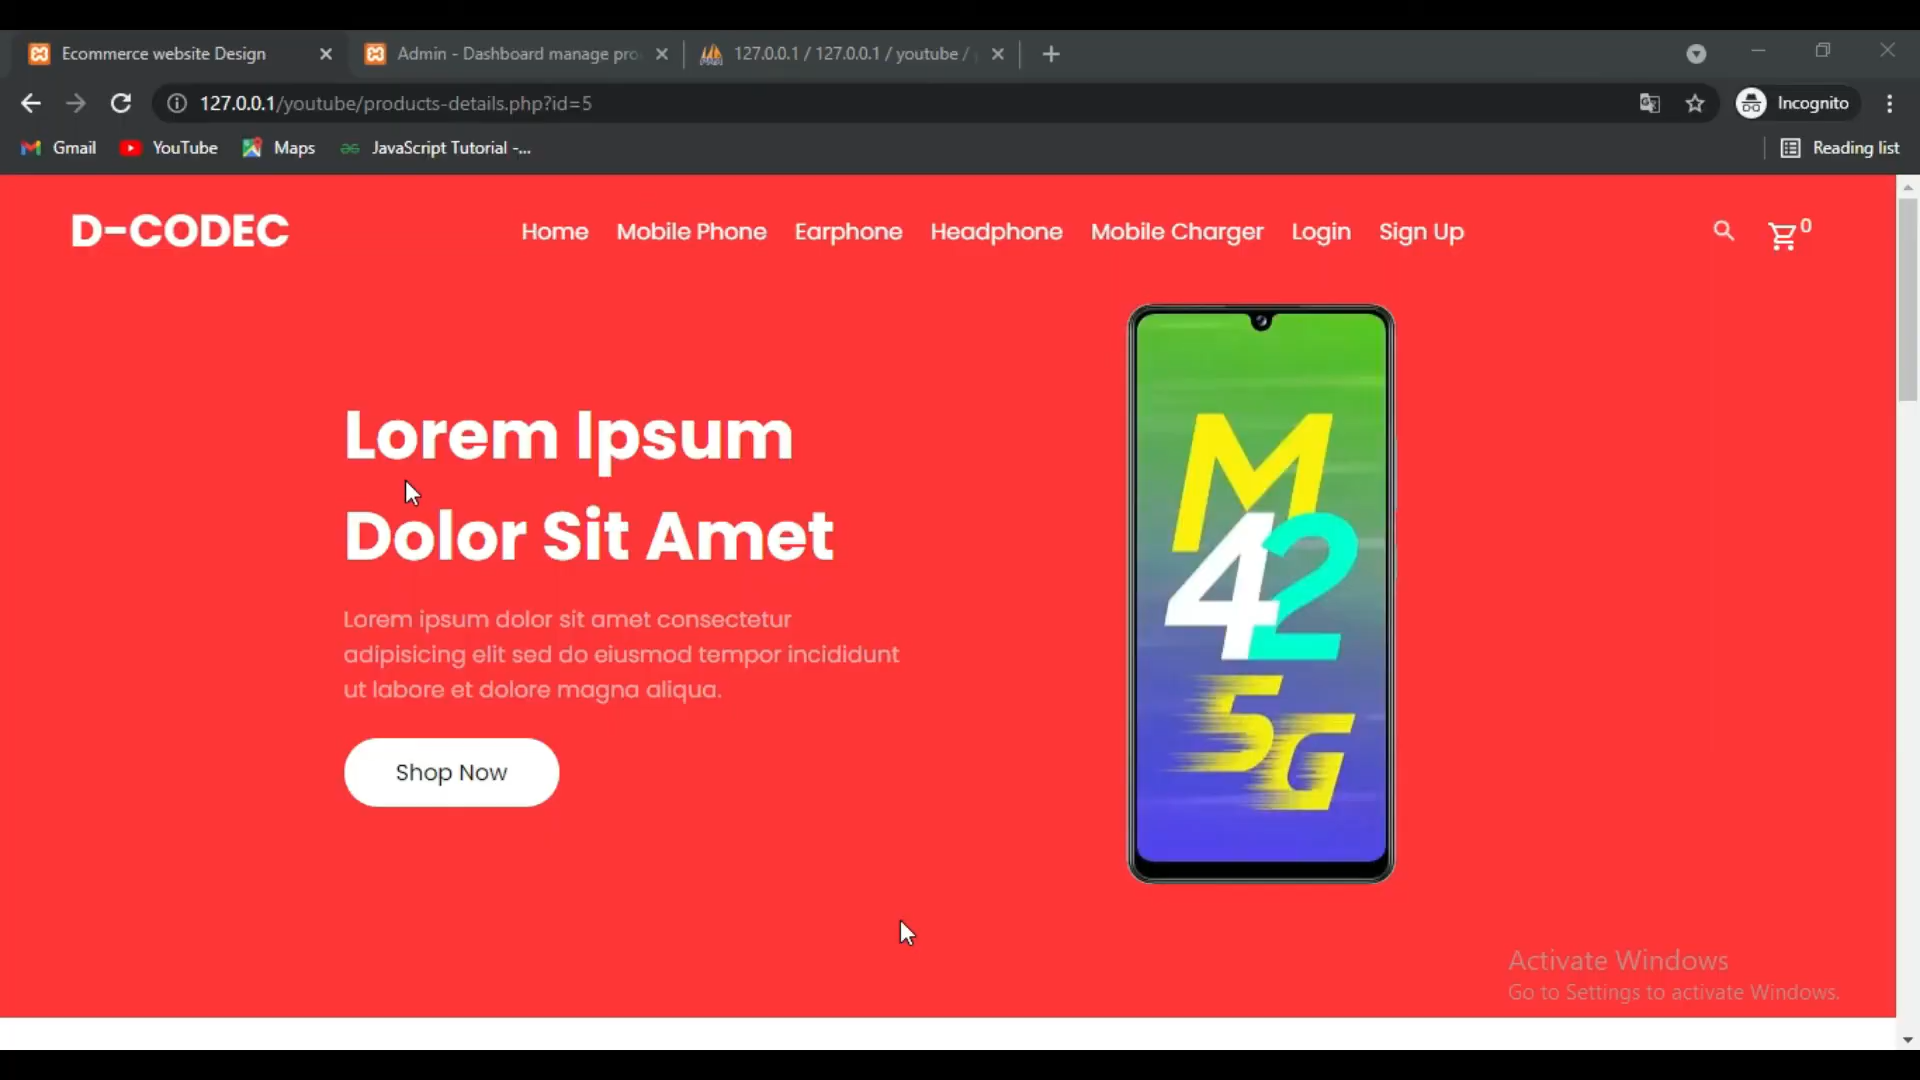 Ecommerce website Design
Admin - Dashboard manage pro
127.0.0.1 / 127.0.0.1 / youtube /
127.0.0.1/youtube/products-details.php?id=5
Incognito
Gmail
YouTube
Maps
JavaScript Tutorial -...
Reading list
D-CODEC
Home
Mobile Phone
Earphone
Headphone
Mobile Charger
Login
Sign Up
0
Lorem Ipsum
Dolor Sit Amet
Lorem ipsum dolor sit amet consectetur
adipisicing elit sed do eiusmod tempor incididunt
ut labore et dolore magna aliqua.
Shop Now
M
42
5G
Activate Windows
Go to Settings to activate Windows.